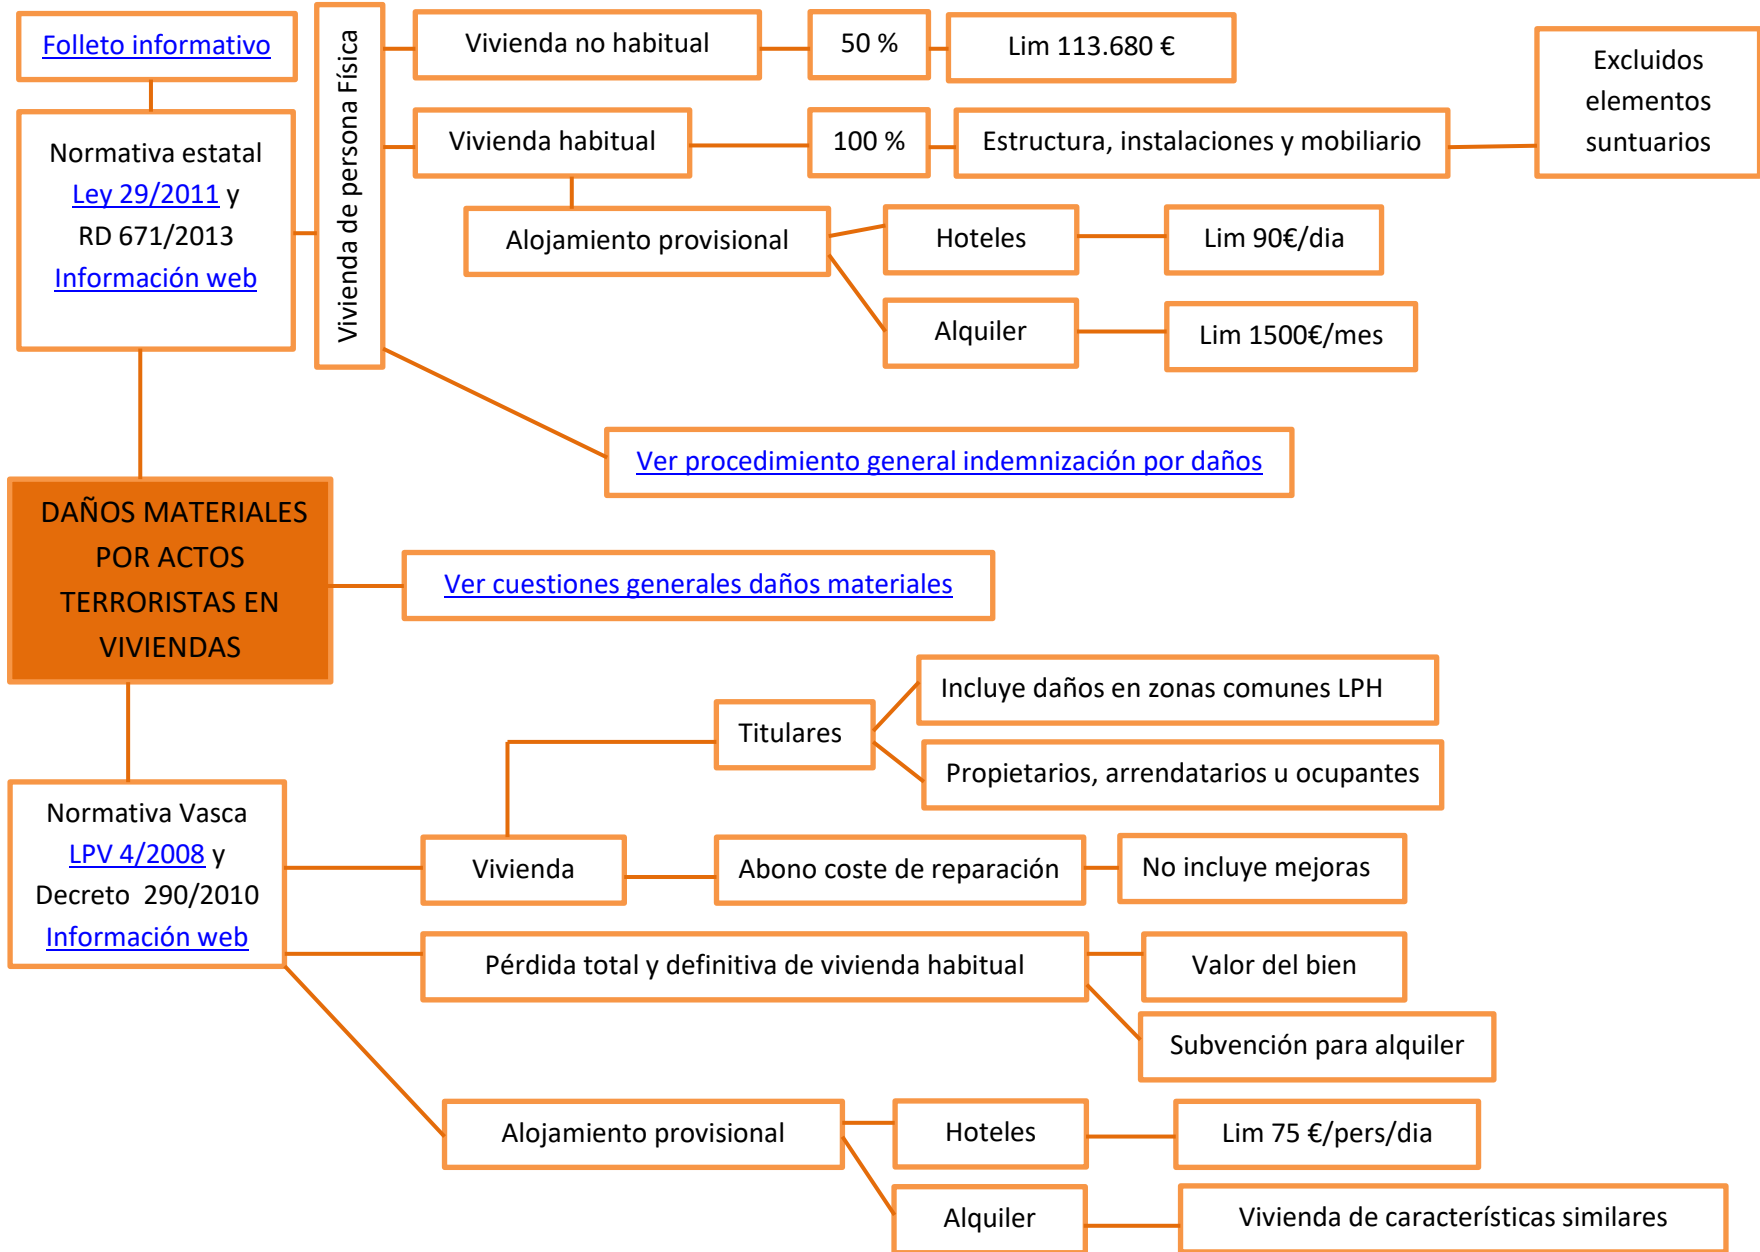 Folleto informativo
Normativa estatal
Ley 29/2011 y
RD 671/2013
Información web
Vivienda de persona Física
Vivienda no habitual
50 %
Lim 113.680 €
Vivienda habitual
100 %
Estructura, instalaciones y mobiliario
Excluidos
elementos
suntuarios
Alojamiento provisional
Hoteles
Lim 90€/dia
Alquiler
Lim 1500€/mes
Ver procedimiento general indemnización por daños
DAÑOS MATERIALES
POR ACTOS
TERRORISTAS EN
VIVIENDAS
Ver cuestiones generales daños materiales
Normativa Vasca
LPV 4/2008 y
Decreto  290/2010
Información web
Titulares
Incluye daños en zonas comunes LPH
Propietarios, arrendatarios u ocupantes
Vivienda
Abono coste de reparación
No incluye mejoras
Pérdida total y definitiva de vivienda habitual
Valor del bien
Subvención para alquiler
Alojamiento provisional
Hoteles
Lim 75 €/pers/dia
Alquiler
Vivienda de características similares